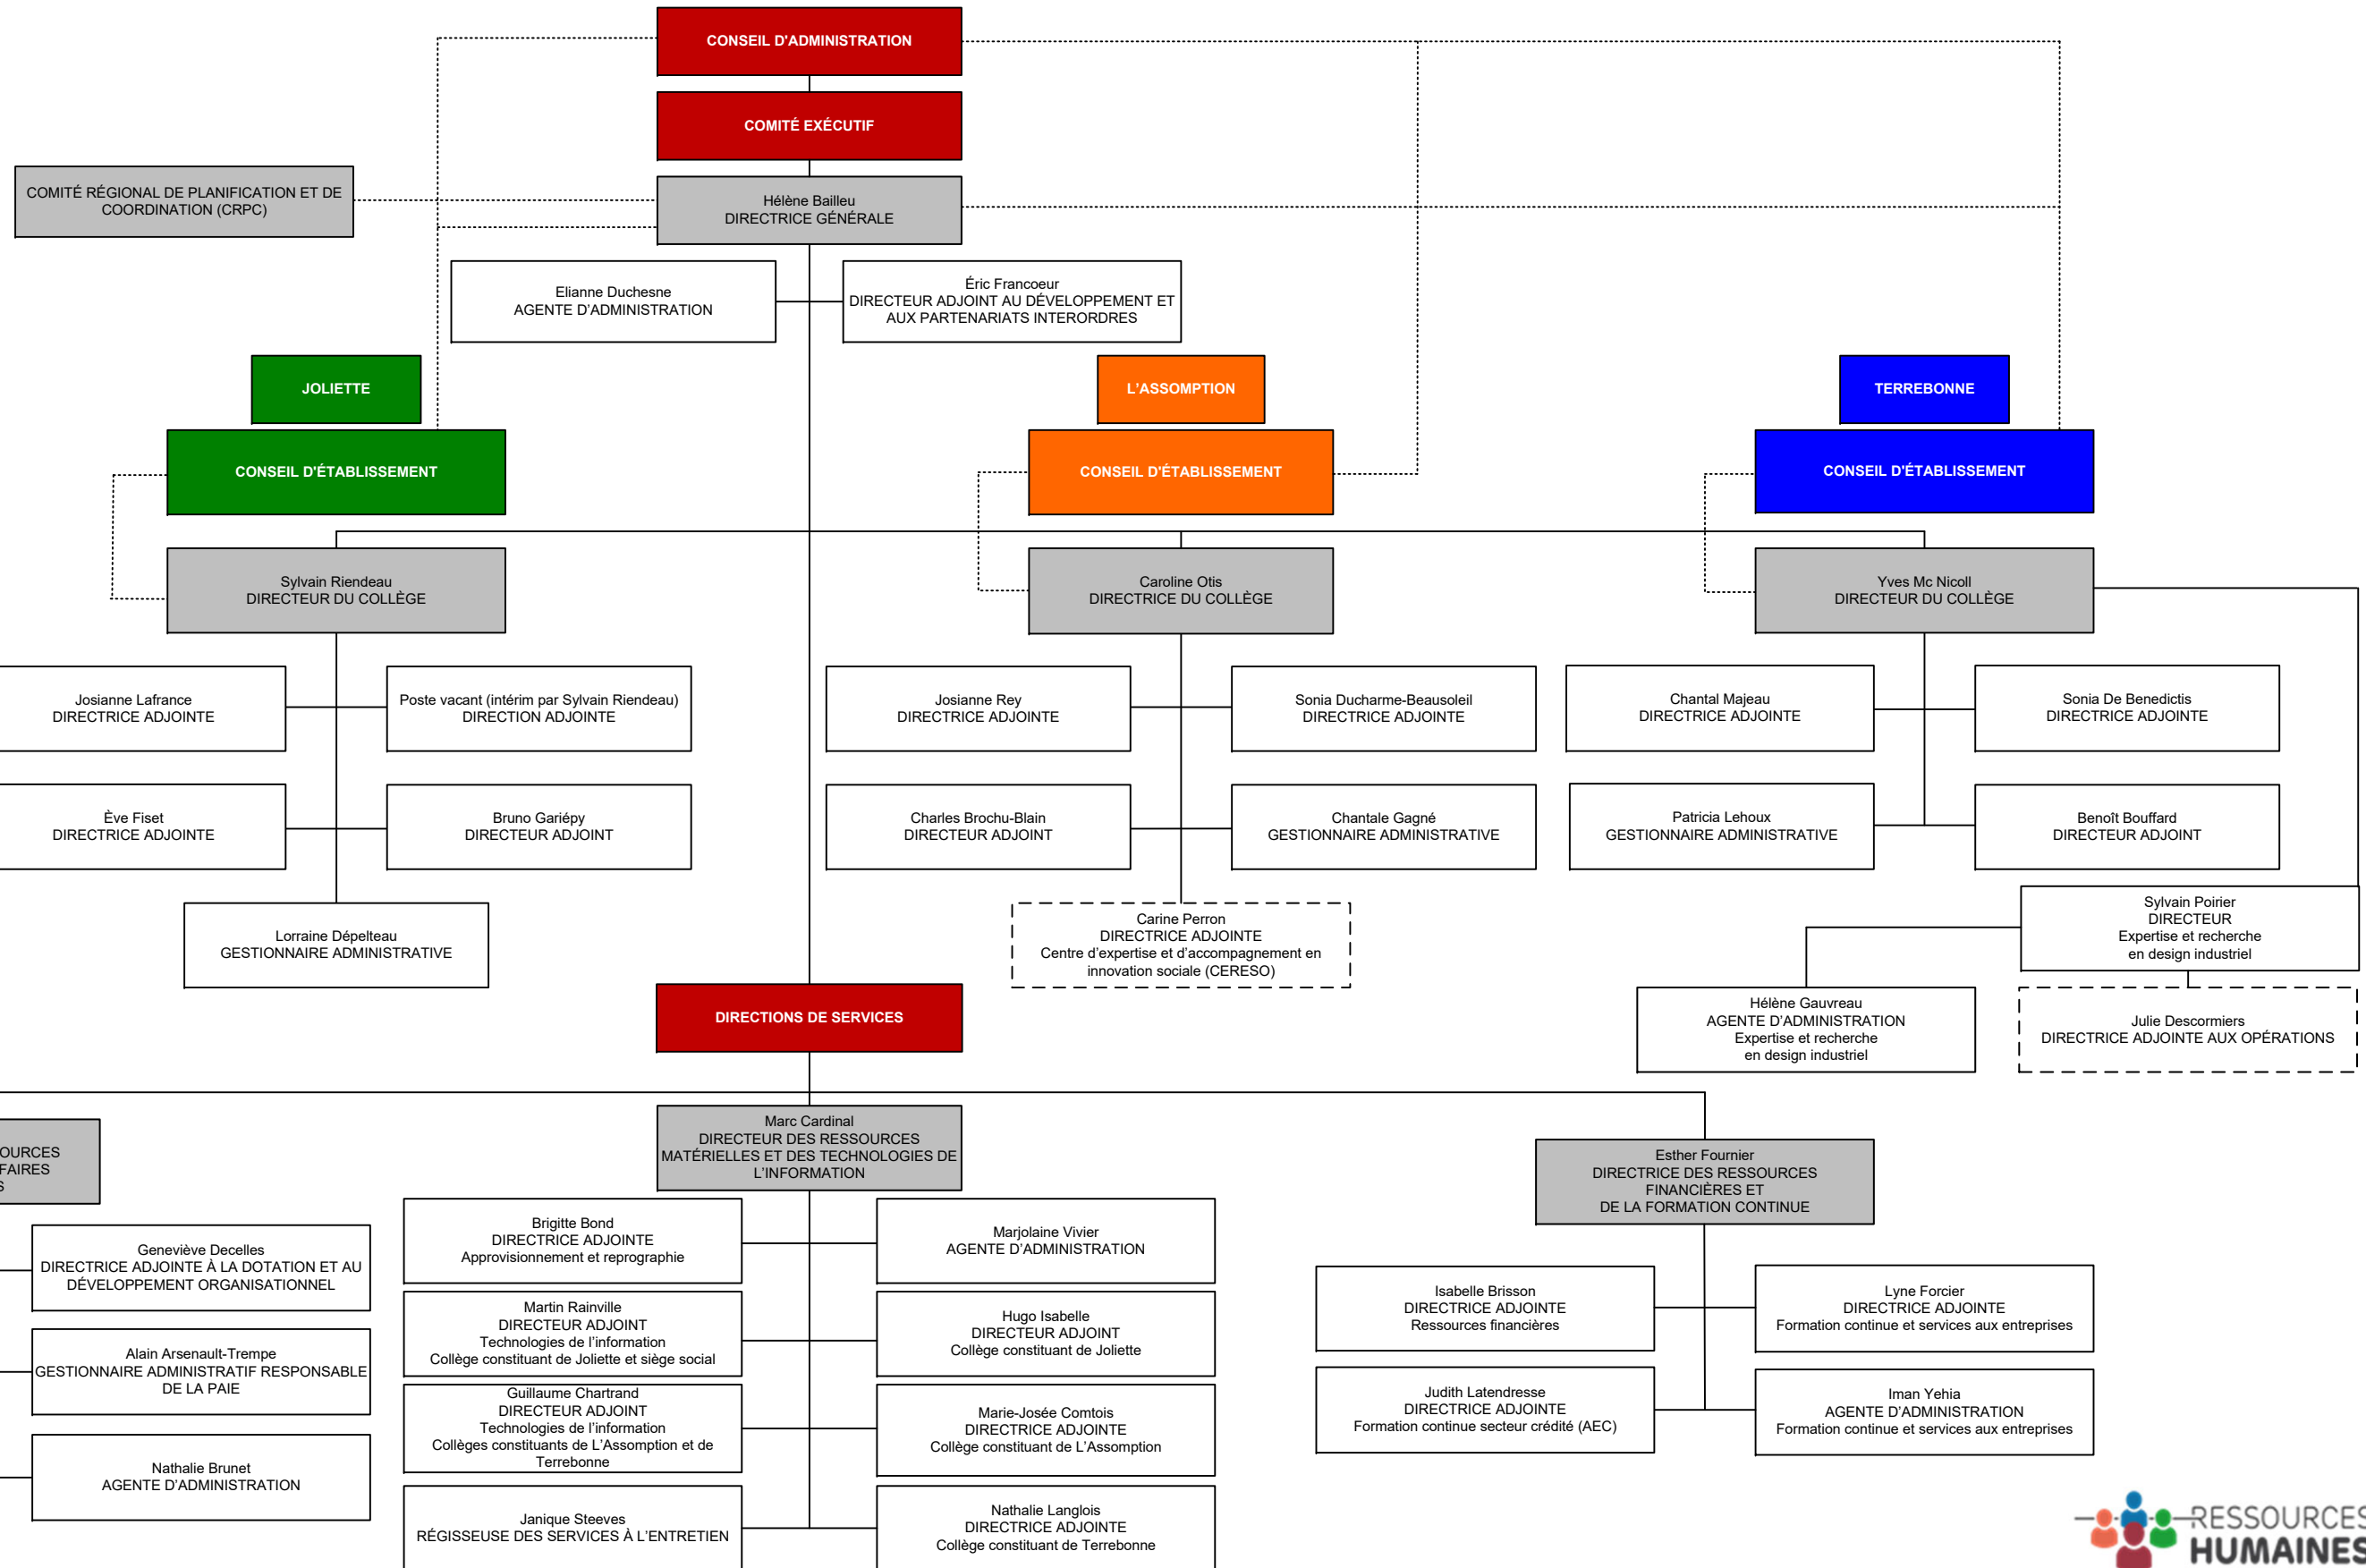 CONSEIL D'ADMINISTRATION
COMITÉ EXÉCUTIF
COMITÉ RÉGIONAL DE PLANIFICATION ET DE
COORDINATION (CRPC)
Hélène Bailleu
DIRECTRICE GÉNÉRALE
Elianne Duchesne
AGENTE D'ADMINISTRATION
Éric Francoeur
DIRECTEUR ADJOINT AU DÉVELOPPEMENT ET
AUX PARTENARIATS INTERORDRES
JOLIETTE
L'ASSOMPTION
TERREBONNE
CONSEIL D'ÉTABLISSEMENT
CONSEIL D'ÉTABLISSEMENT
CONSEIL D'ÉTABLISSEMENT
Sylvain Riendeau
DIRECTEUR DU COLLÈGE
Caroline Otis
DIRECTRICE DU COLLÈGE
Yves Mc Nicoll
DIRECTEUR DU COLLÈGE
Josianne Lafrance
DIRECTRICE ADJOINTE
Poste vacant (intérim par Sylvain Riendeau)
DIRECTION ADJOINTE
Josianne Rey
DIRECTRICE ADJOINTE
Sonia Ducharme-Beausoleil
DIRECTRICE ADJOINTE
Chantal Majeau
DIRECTRICE ADJOINTE
Sonia De Benedictis
DIRECTRICE ADJOINTE
Ève Fiset
DIRECTRICE ADJOINTE
Bruno Gariépy
DIRECTEUR ADJOINT
Charles Brochu-Blain
DIRECTEUR ADJOINT
Chantale Gagné
GESTIONNAIRE ADMINISTRATIVE
Patricia Lehoux
GESTIONNAIRE ADMINISTRATIVE
Benoît Bouffard
DIRECTEUR ADJOINT
Lorraine Dépelteau
GESTIONNAIRE ADMINISTRATIVE
Carine Perron
DIRECTRICE ADJOINTE
Centre d'expertise et d'accompagnement en
innovation sociale (CERESO)
Sylvain Poirier
DIRECTEUR
Expertise et recherche
en design industriel
Hélène Gauvreau
AGENTE D'ADMINISTRATION
Expertise et recherche
en design industriel
Julie Descormiers
DIRECTRICE ADJOINTE AUX OPÉRATIONS
DIRECTIONS DE SERVICES
OURCES
FAIRES
S
Marc Cardinal
DIRECTEUR DES RESSOURCES
MATÉRIELLES ET DES TECHNOLOGIES DE
L'INFORMATION
Esther Fournier
DIRECTRICE DES RESSOURCES
FINANCIÈRES ET
DE LA FORMATION CONTINUE
Geneviève Decelles
DIRECTRICE ADJOINTE À LA DOTATION ET AU
DÉVELOPPEMENT ORGANISATIONNEL
Alain Arsenault-Trempe
GESTIONNAIRE ADMINISTRATIF RESPONSABLE
DE LA PAIE
Nathalie Brunet
AGENTE D'ADMINISTRATION
Brigitte Bond
DIRECTRICE ADJOINTE
Approvisionnement et reprographie
Marjolaine Vivier
AGENTE D'ADMINISTRATION
Martin Rainville
DIRECTEUR ADJOINT
Technologies de l'information
Collège constituant de Joliette et siège social
Hugo Isabelle
DIRECTEUR ADJOINT
Collège constituant de Joliette
Guillaume Chartrand
DIRECTEUR ADJOINT
Technologies de l'information
Collèges constituants de L'Assomption et de
Terrebonne
Marie-Josée Comtois
DIRECTRICE ADJOINTE
Collège constituant de L'Assomption
Janique Steeves
RÉGISSEUSE DES SERVICES À L'ENTRETIEN
Nathalie Langlois
DIRECTRICE ADJOINTE
Collège constituant de Terrebonne
Isabelle Brisson
DIRECTRICE ADJOINTE
Ressources financières
Lyne Forcier
DIRECTRICE ADJOINTE
Formation continue et services aux entreprises
Judith Latendresse
DIRECTRICE ADJOINTE
Formation continue secteur crédité (AEC)
Iman Yehia
AGENTE D'ADMINISTRATION
Formation continue et services aux entreprises
RESSOURCES
HUMAINES